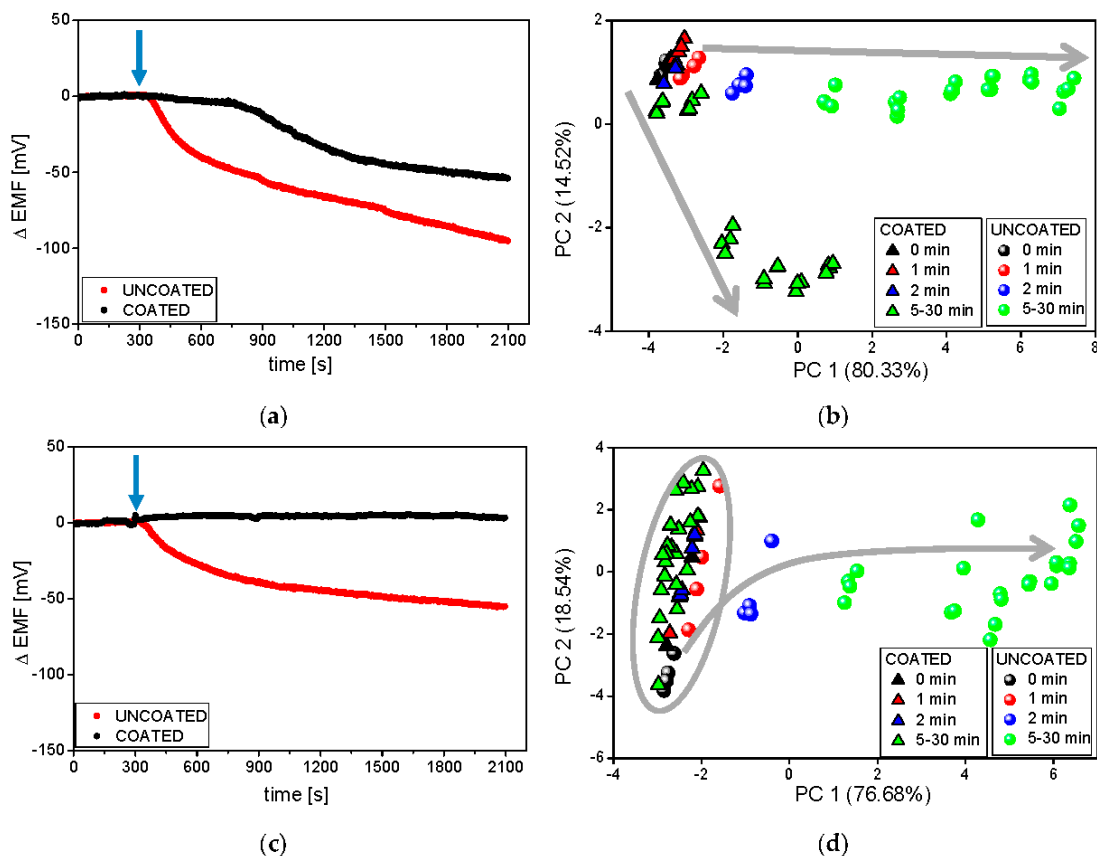 50
0
-50
-100
-150
Δ EMF [mV]
UNCOATED
COATED
0 300 600 900 1200 1500 1800 2100
time [s]
(a)
2
0
-2
-4
PC 2 (14.52%)
COATED
0 min
1 min
2 min
5-30 min
UNCOATED
0 min
1 min
2 min
5-30 min
-4 -2 0 2 4 6 8
PC 1 (80.33%)
(b)
50
0
-50
-100
-150
Δ EMF [mV]
UNCOATED
COATED
0 300 600 900 1200 1500 1800 2100
time [s]
(c)
4
2
0
-2
-4
-6
PC 2 (18.54%)
COATED
0 min
1 min
2 min
5-30 min
UNCOATED
0 min
1 min
2 min
5-30 min
-4 -2 0 2 4 6
PC 1 (76.68%)
(d)